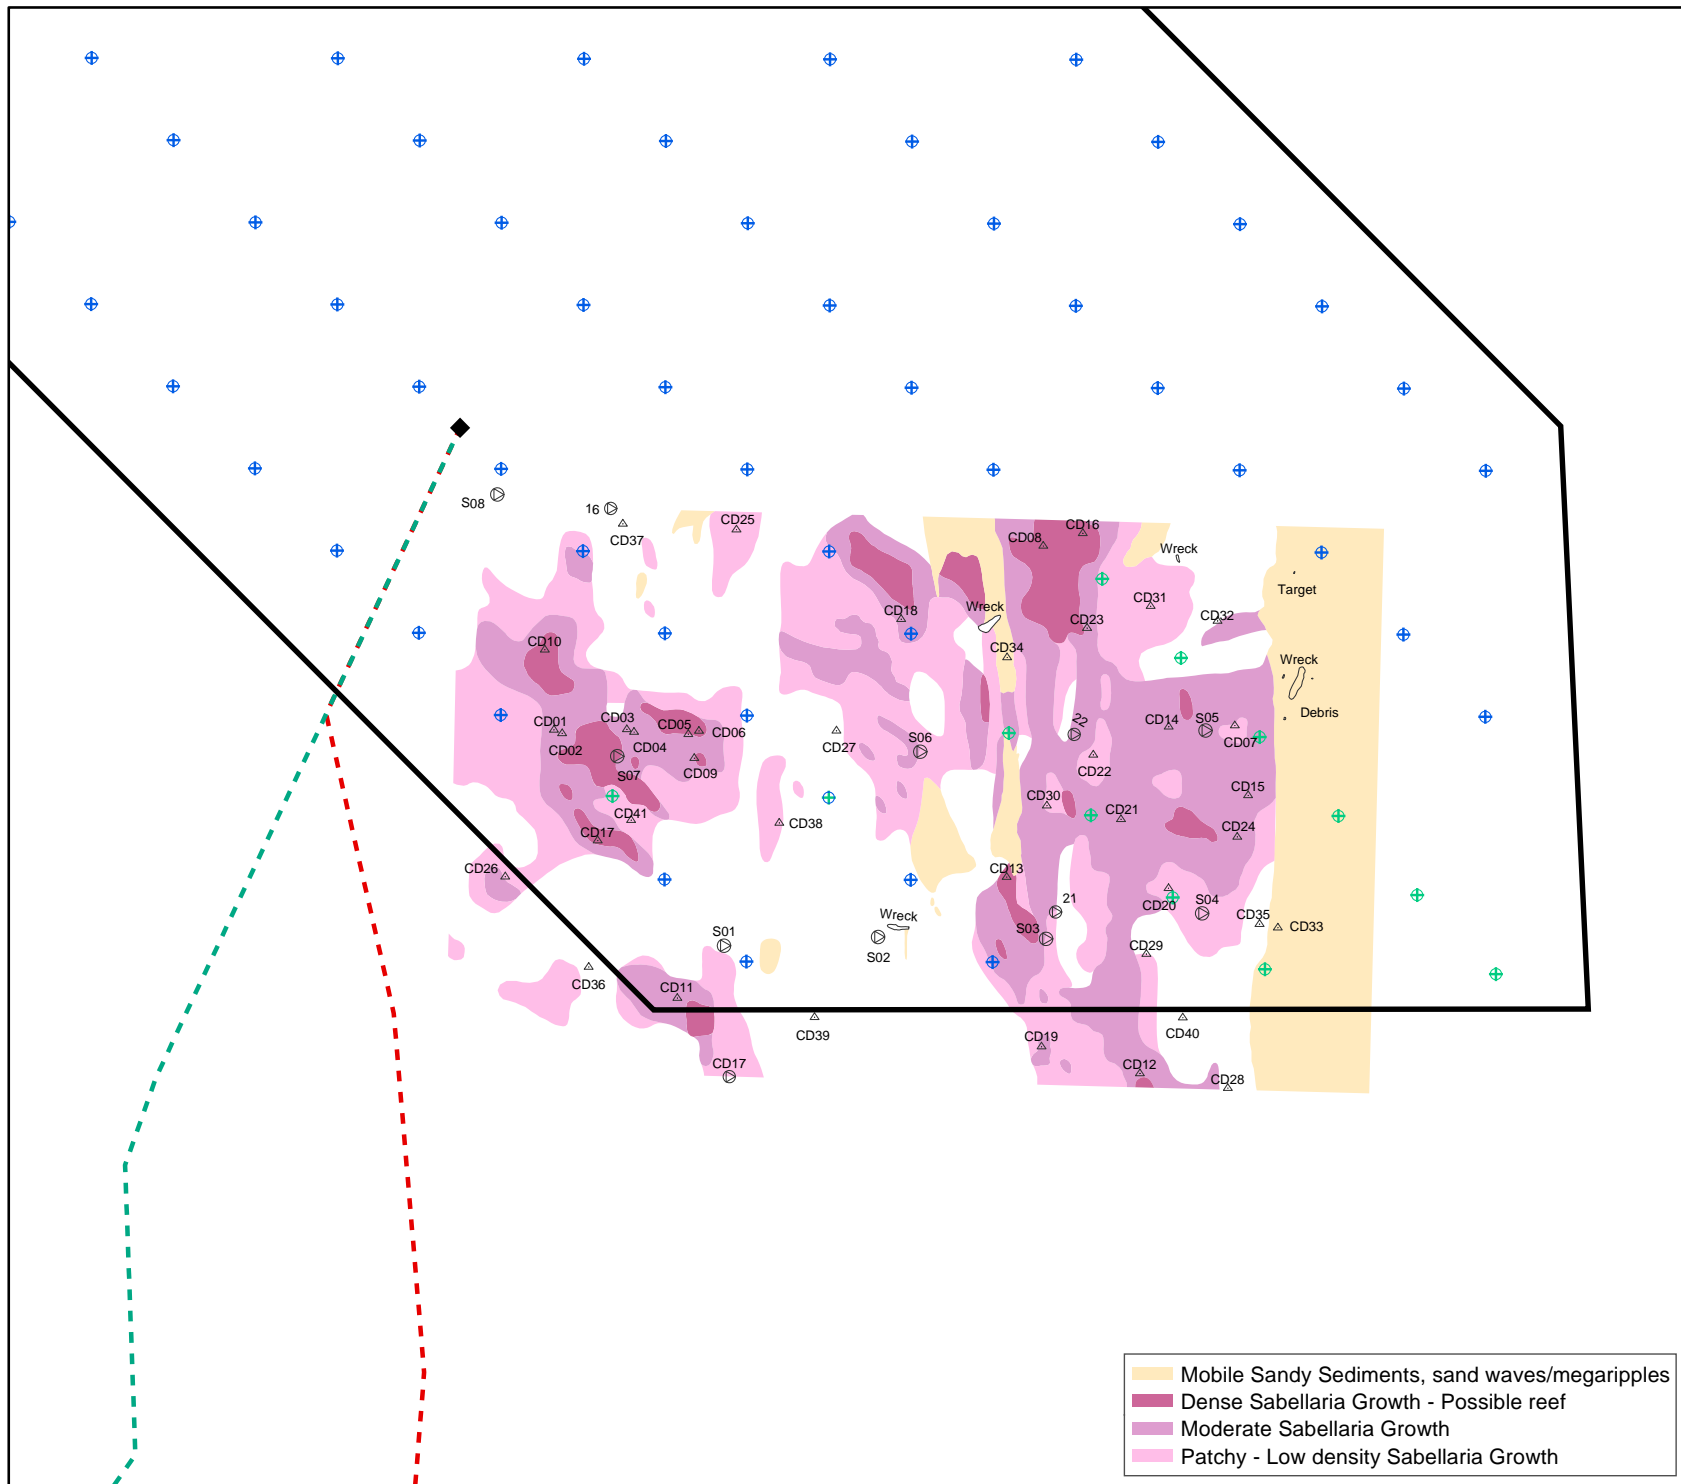 S08
16
CD37
CD25
CD08
CD16
Wreck
Target
CD31
CD32
CD18
Wreck
CD23
CD10
CD34
Wreck
CD01
CD02
CD03
CD04
CD05
CD06
S07
CD09
CD27
S06
22
CD22
CD14
S05
CD07
Debris
CD41
CD17
CD38
CD30
CD21
CD15
CD24
CD26
CD13
CD20
S04
21
S03
Wreck
S02
S01
CD29
CD35
CD33
CD36
CD11
CD39
CD40
CD17
CD19
CD12
CD28
Mobile Sandy Sediments, sand waves/megaripples
Dense Sabellaria Growth - Possible reef
Moderate Sabellaria Growth
Patchy - Low density Sabellaria Growth